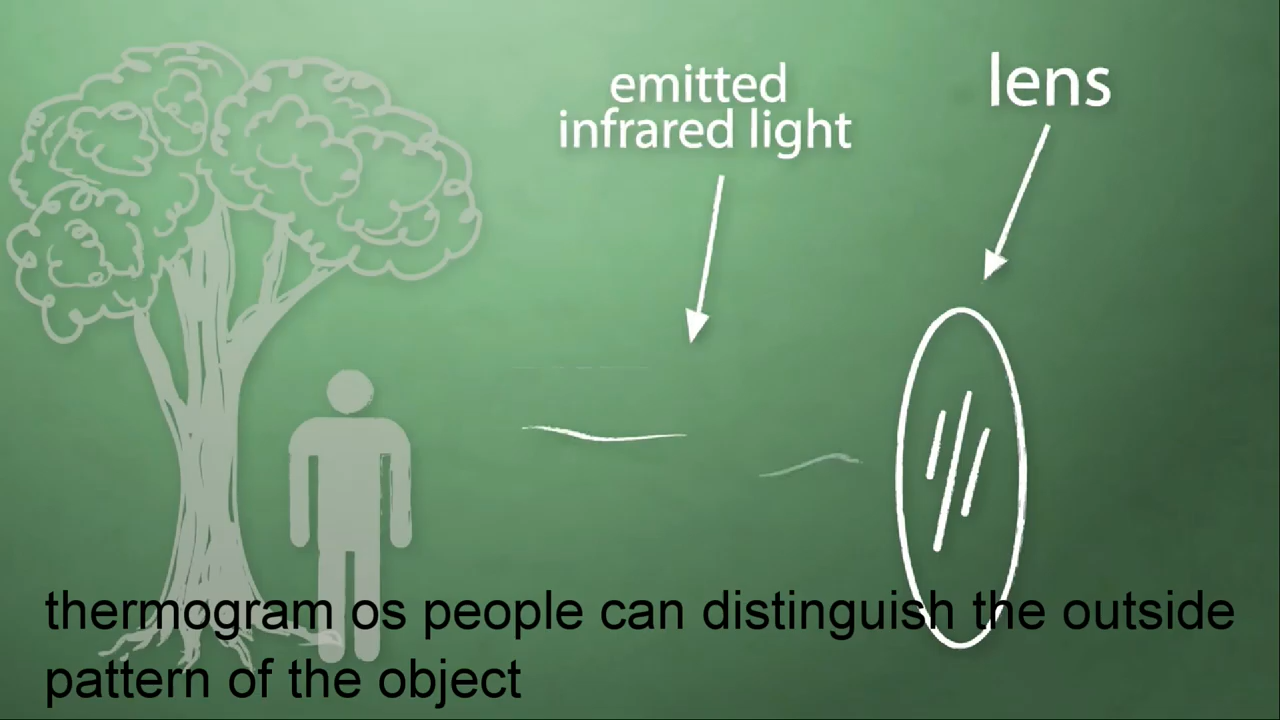 emitted
infrared light
lens
thermogram os people can distinguish the outside
pattern of the object